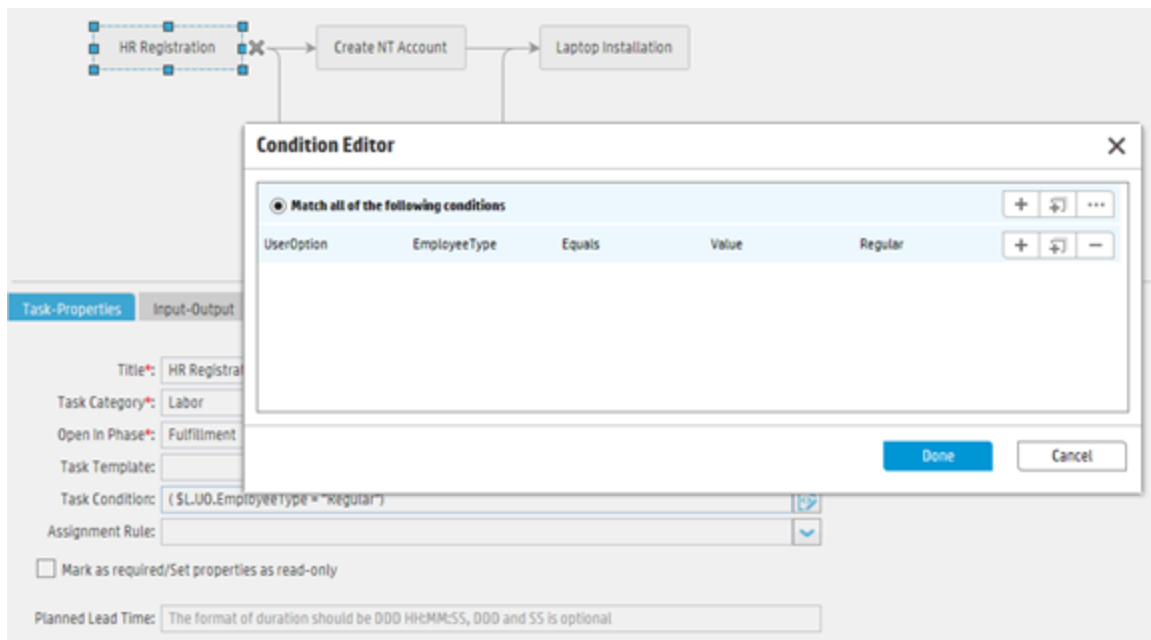 HR Registration
Create NT Account
Laptop Installation
Condition Editor
Match all of the following conditions
UserOption EmployeeType Equals Value Regular
Task-Properties Input-Output
Title*: HR Registrat
Task Category*: Labor
Open In Phase*: Fulfillment
Done Cancel
Task Template:
Task Condition: ( $L.UO.EmployeeType = "Regular")
Assignment Rule:
Mark as required/Set properties as read-only
Planned Lead Time: The format of duration should be DDD HH:MM:SS, DDD and SS is optional